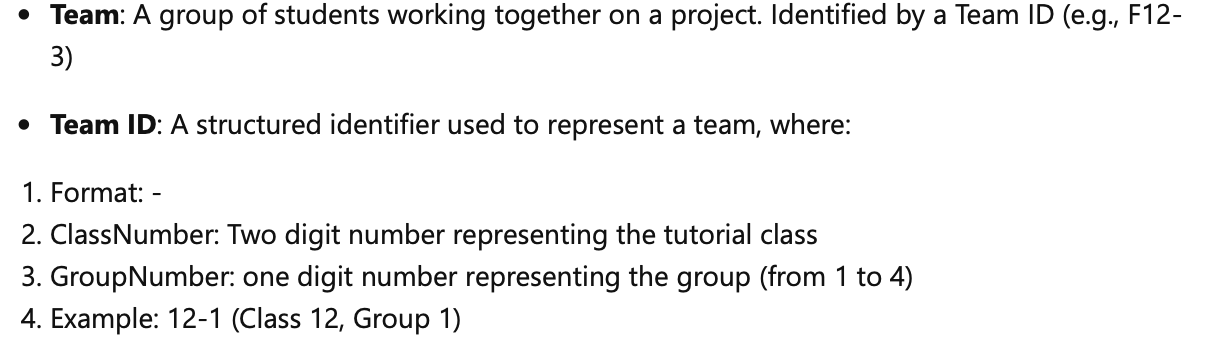 • Team: A group of students working together on a project. Identified by a Team ID (e.g., F12-
3)
• Team ID: A structured identifier used to represent a team, where:
1. Format: -
2. ClassNumber: Two digit number representing the tutorial class
3. GroupNumber: one digit number representing the group (from 1 to 4)
4. Example: 12-1 (Class 12, Group 1)